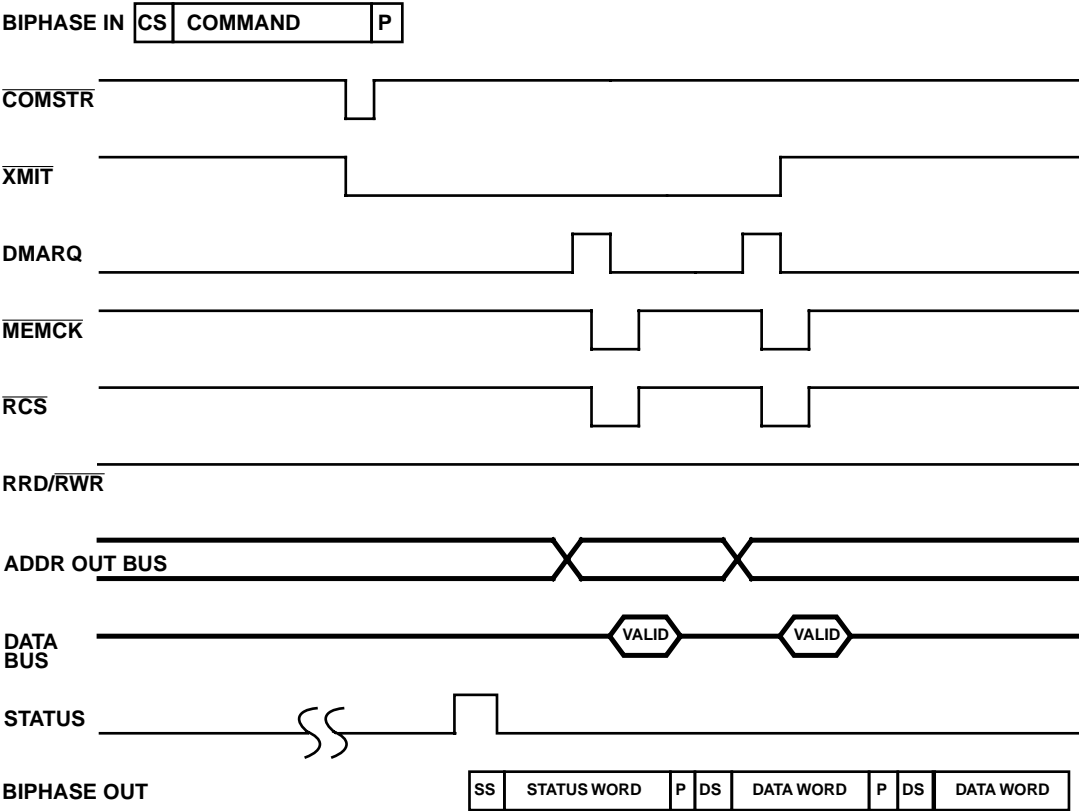 BIPHASE IN CS COMMAND P
COMSTR
XMIT
DMARQ
MEMCK
RCS
RRD/RWR
ADDR OUT BUS
DATA BUS VALID VALID
STATUS
BIPHASE OUT SS STATUS WORD P DS DATA WORD P DS DATA WORD